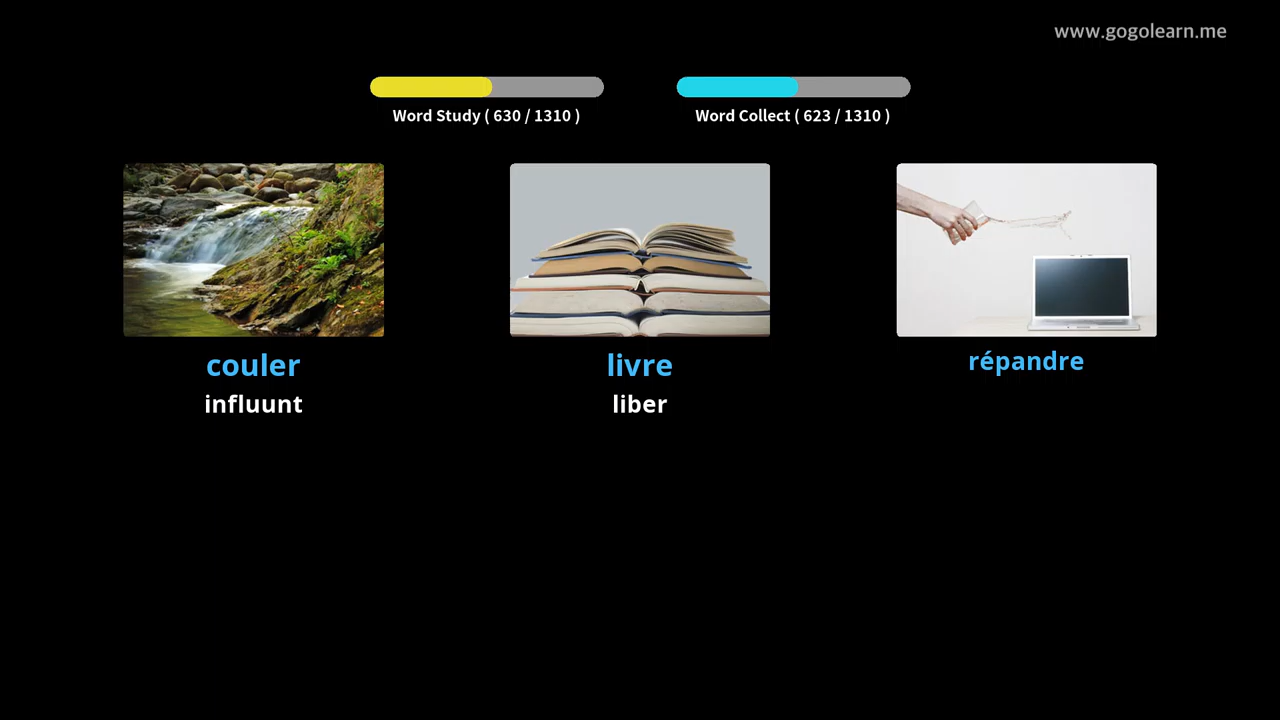 www.gogolearn.me
Word Study ( 630 / 1310 )
Word Collect ( 623 / 1310 )
couler
influunt
livre
liber
répandre